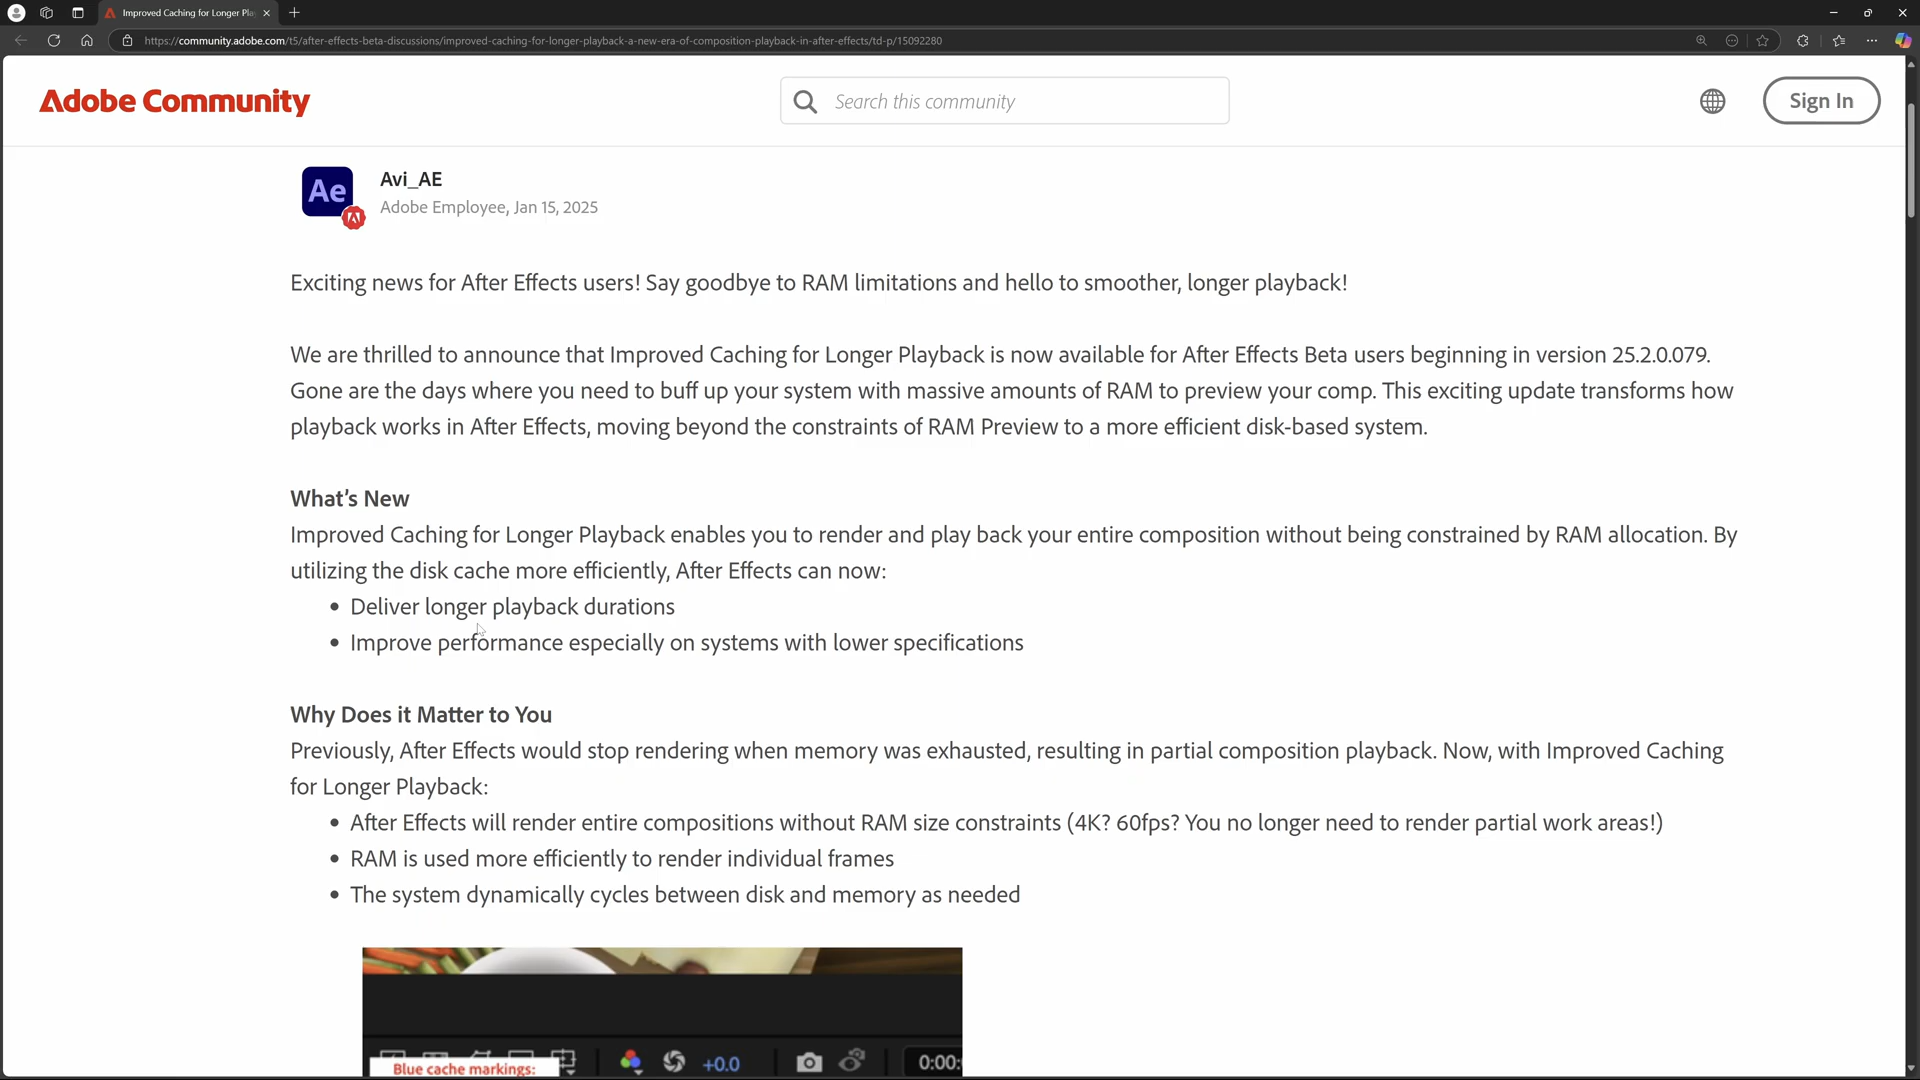 Improved Caching for Longer Pla
https://community.adobe.com/t5/after-effects-beta-discussions/improved-caching-for-longer-playback-a-new-era-of-composition-playback-in-after-effects/td-p/15092280
Adobe Community
Search this community
Sign In
Ae
Avi_AE
Adobe Employee, Jan 15, 2025
Exciting news for After Effects users! Say goodbye to RAM limitations and hello to smoother, longer playback!
We are thrilled to announce that Improved Caching for Longer Playback is now available for After Effects Beta users beginning in version 25.2.0.079.
Gone are the days where you need to buff up your system with massive amounts of RAM to preview your comp. This exciting update transforms how
playback works in After Effects, moving beyond the constraints of RAM Preview to a more efficient disk-based system.
What's New
Improved Caching for Longer Playback enables you to render and play back your entire composition without being constrained by RAM allocation. By
utilizing the disk cache more efficiently, After Effects can now:
• Deliver longer playback durations
• Improve performance especially on systems with lower specifications
Why Does it Matter to You
Previously, After Effects would stop rendering when memory was exhausted, resulting in partial composition playback. Now, with Improved Caching
for Longer Playback:
• After Effects will render entire compositions without RAM size constraints (4K? 60fps? You no longer need to render partial work areas!)
• RAM is used more efficiently to render individual frames
• The system dynamically cycles between disk and memory as needed
+0.0
0:00:
Blue cache markings: